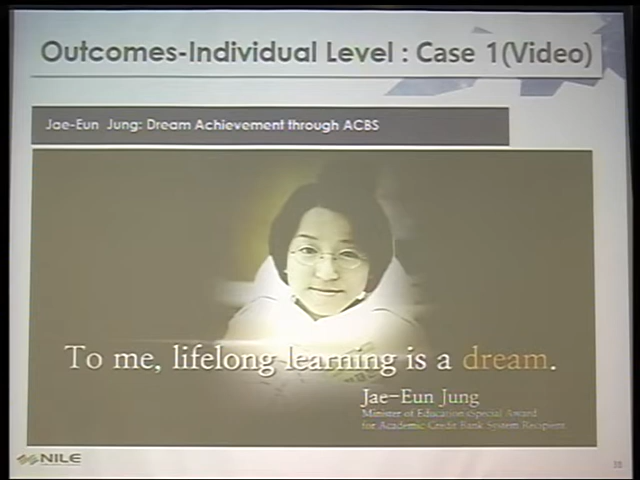 Outcomes-Individual Level : Case 1(Video)
Jae-Eun Jung: Dream Achievement through ACBS
To me, lifelong learning is a dream.
Jae-Eun Jung
Minister of Education Special Award
for Academic Credit Bank System Recipient
NILE